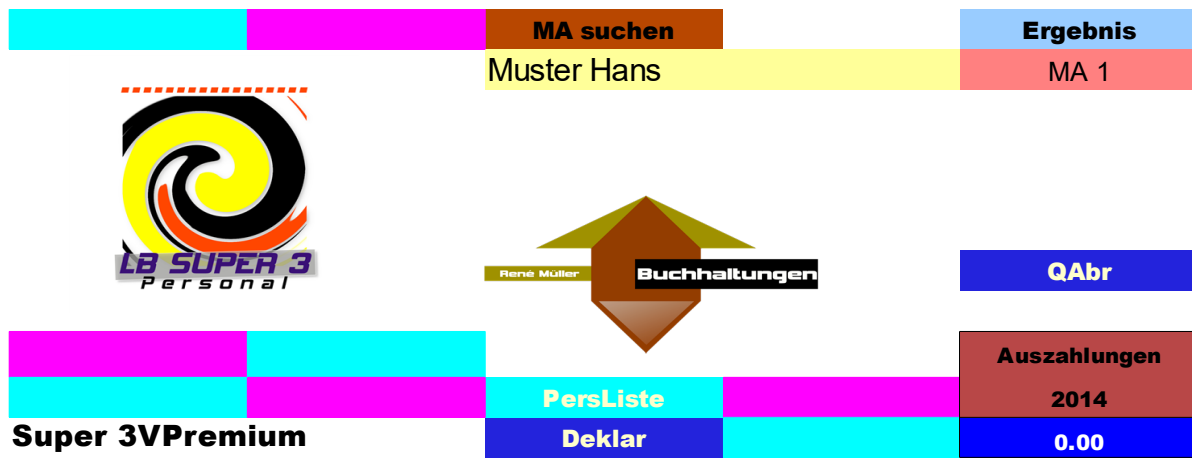 MA suchen Ergebnis
Muster Hans MA 1
LB SUPER 3
Personal
René Müller Buchhaltungen
QAbr
Auszahlungen
PersListe 2014
Super 3VPremium Deklar 0.00